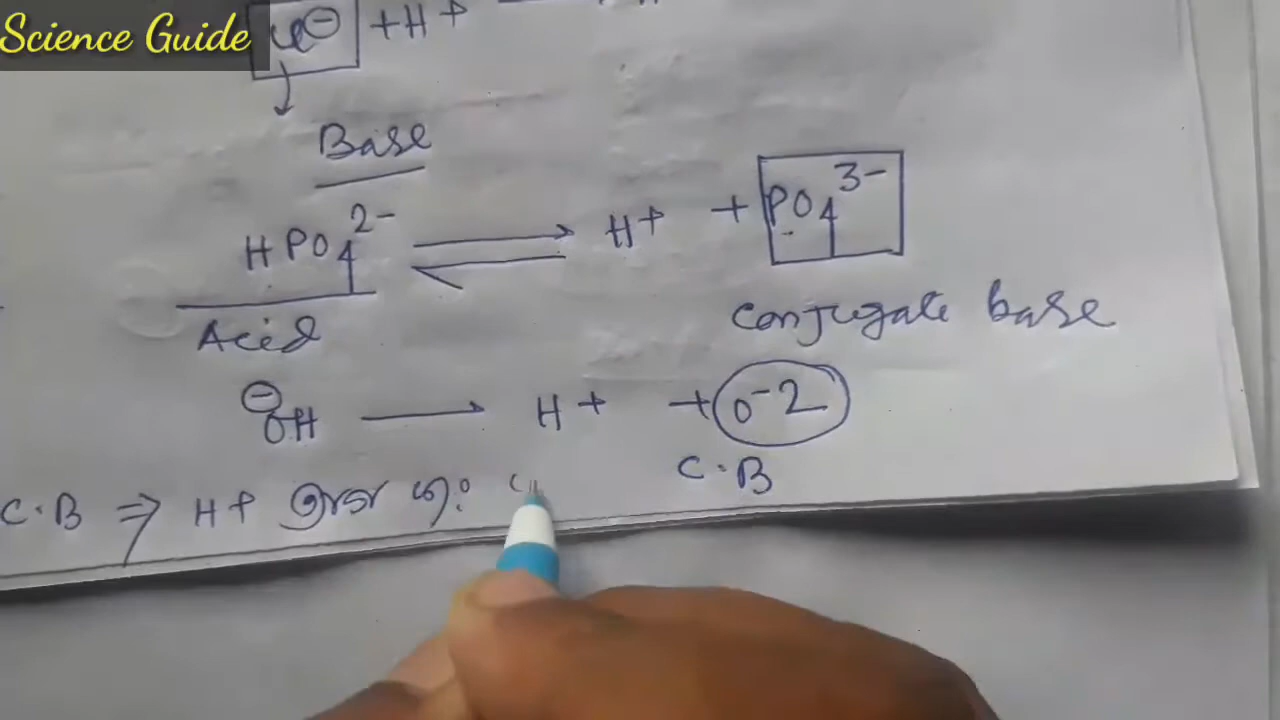 Science Guide
+ H +
Base
HPO4 2- ⇌ H+ + PO4 3-
Acid
conjugate base
⊖OH → H+ + O-2
C.B
C.B ⇒ H+